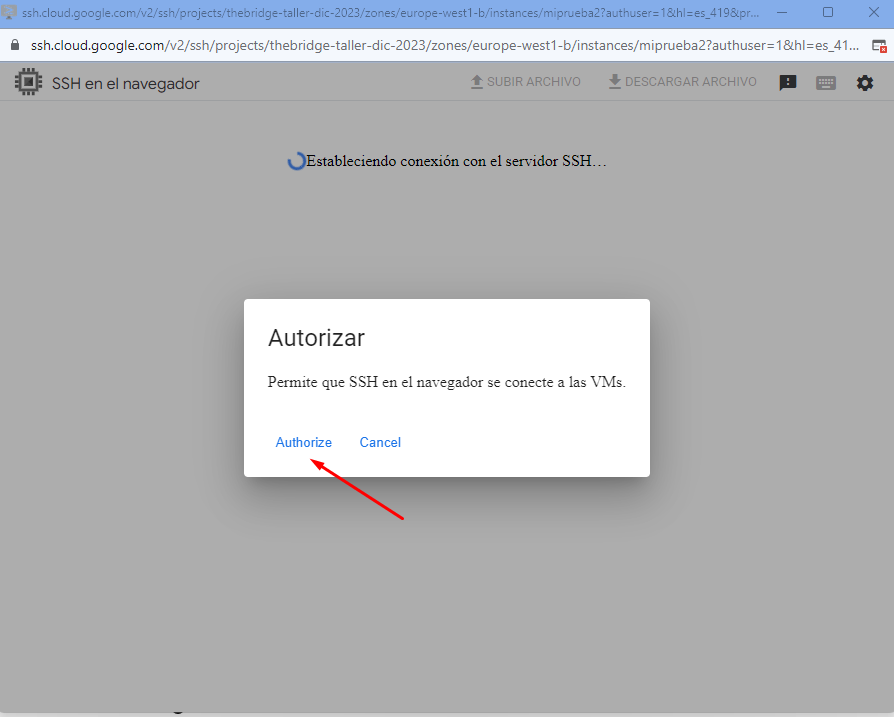 ssh.cloud.google.com/v2/ssh/projects/thebridge-taller-dic-2023/zones/europe-west1-b/instances/miprueba2?authuser=1&hl=es_419&pr...
ssh.cloud.google.com/v2/ssh/projects/thebridge-taller-dic-2023/zones/europe-west1-b/instances/miprueba2?authuser=1&hl=es_41...
SSH en el navegador
SUBIR ARCHIVO
DESCARGAR ARCHIVO
Estableciendo conexión con el servidor SSH…
Autorizar
Permite que SSH en el navegador se conecte a las VMs.
Authorize
Cancel